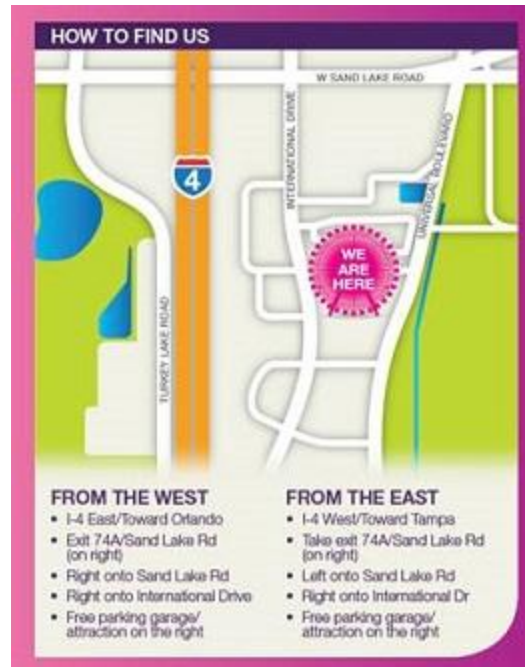 HOW TO FIND US
W SAND LAKE ROAD
INTERNATIONAL DRIVE
UNIVERSAL BOULEVARD
4
WE
ARE
HERE
TURKEY LAKE ROAD
FROM THE WEST
• I-4 East/Toward Orlando
• Exit 74A/Sand Lake Rd
(on right)
• Right onto Sand Lake Rd
• Right onto International Drive
• Free parking garage/
attraction on the right
FROM THE EAST
• I-4 West/Toward Tampa
• Take exit 74A/Sand Lake Rd
(on right)
• Left onto Sand Lake Rd
• Right onto International Dr
• Free parking garage/
attraction on the right